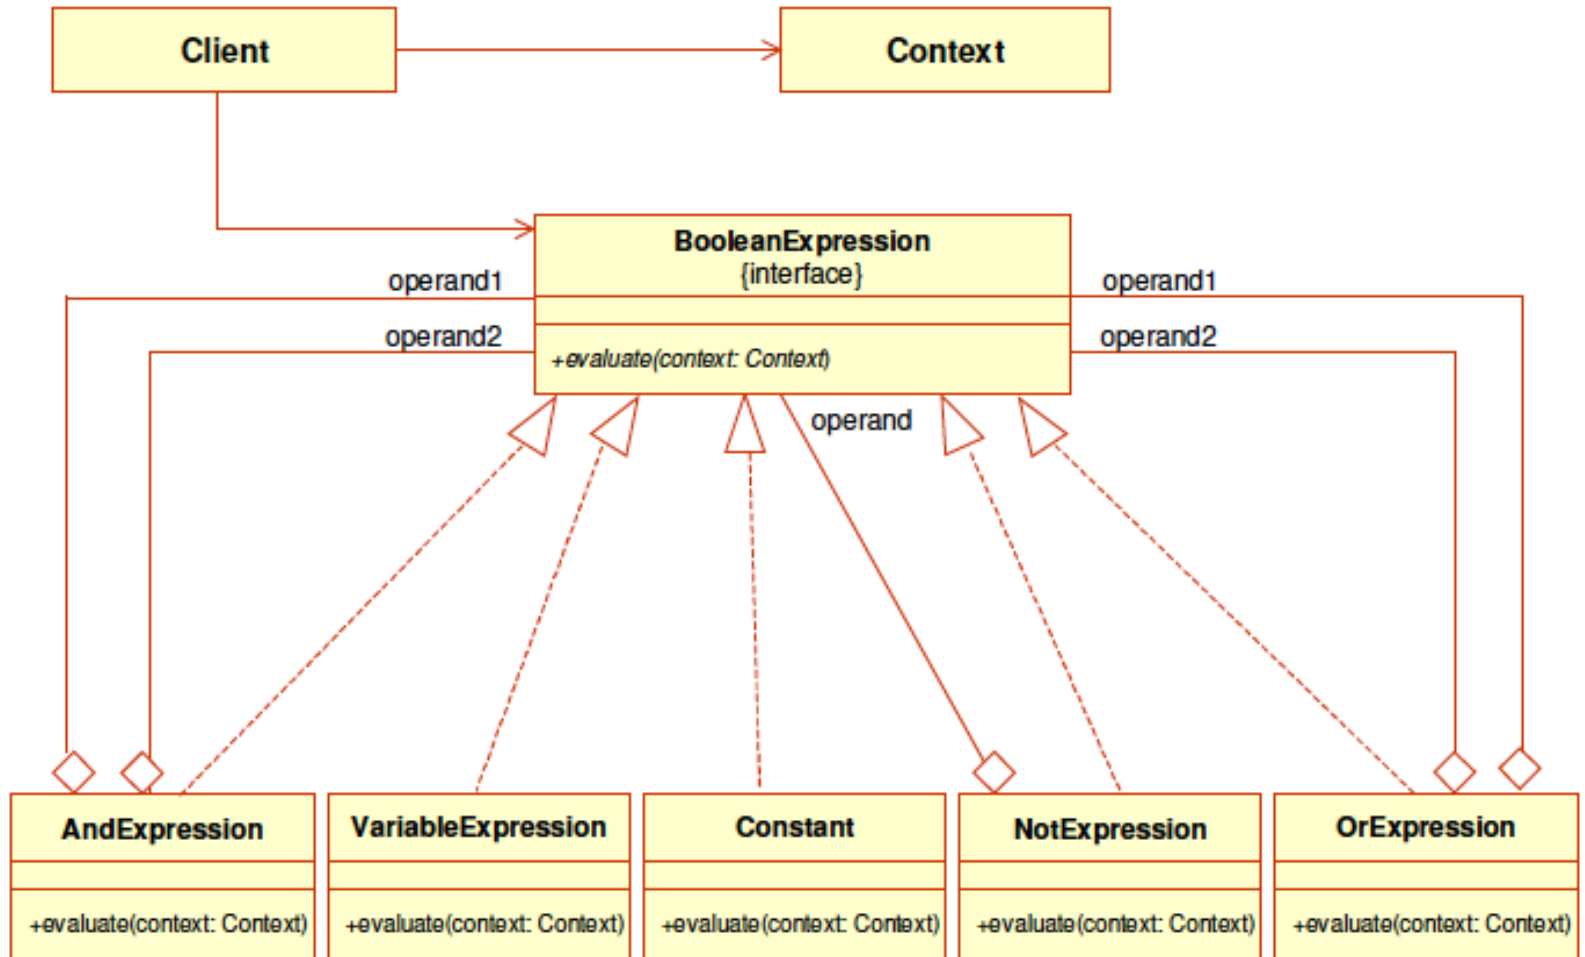 Client
Context
BooleanExpression
{interface}
operand1
operand1
operand2
operand2
+evaluate(context: Context)
operand
AndExpression
VariableExpression
Constant
NotExpression
OrExpression
+evaluate(context: Context)
+evaluate(context: Context)
+evaluate(context: Context)
+evaluate(context: Context)
+evaluate(context: Context)